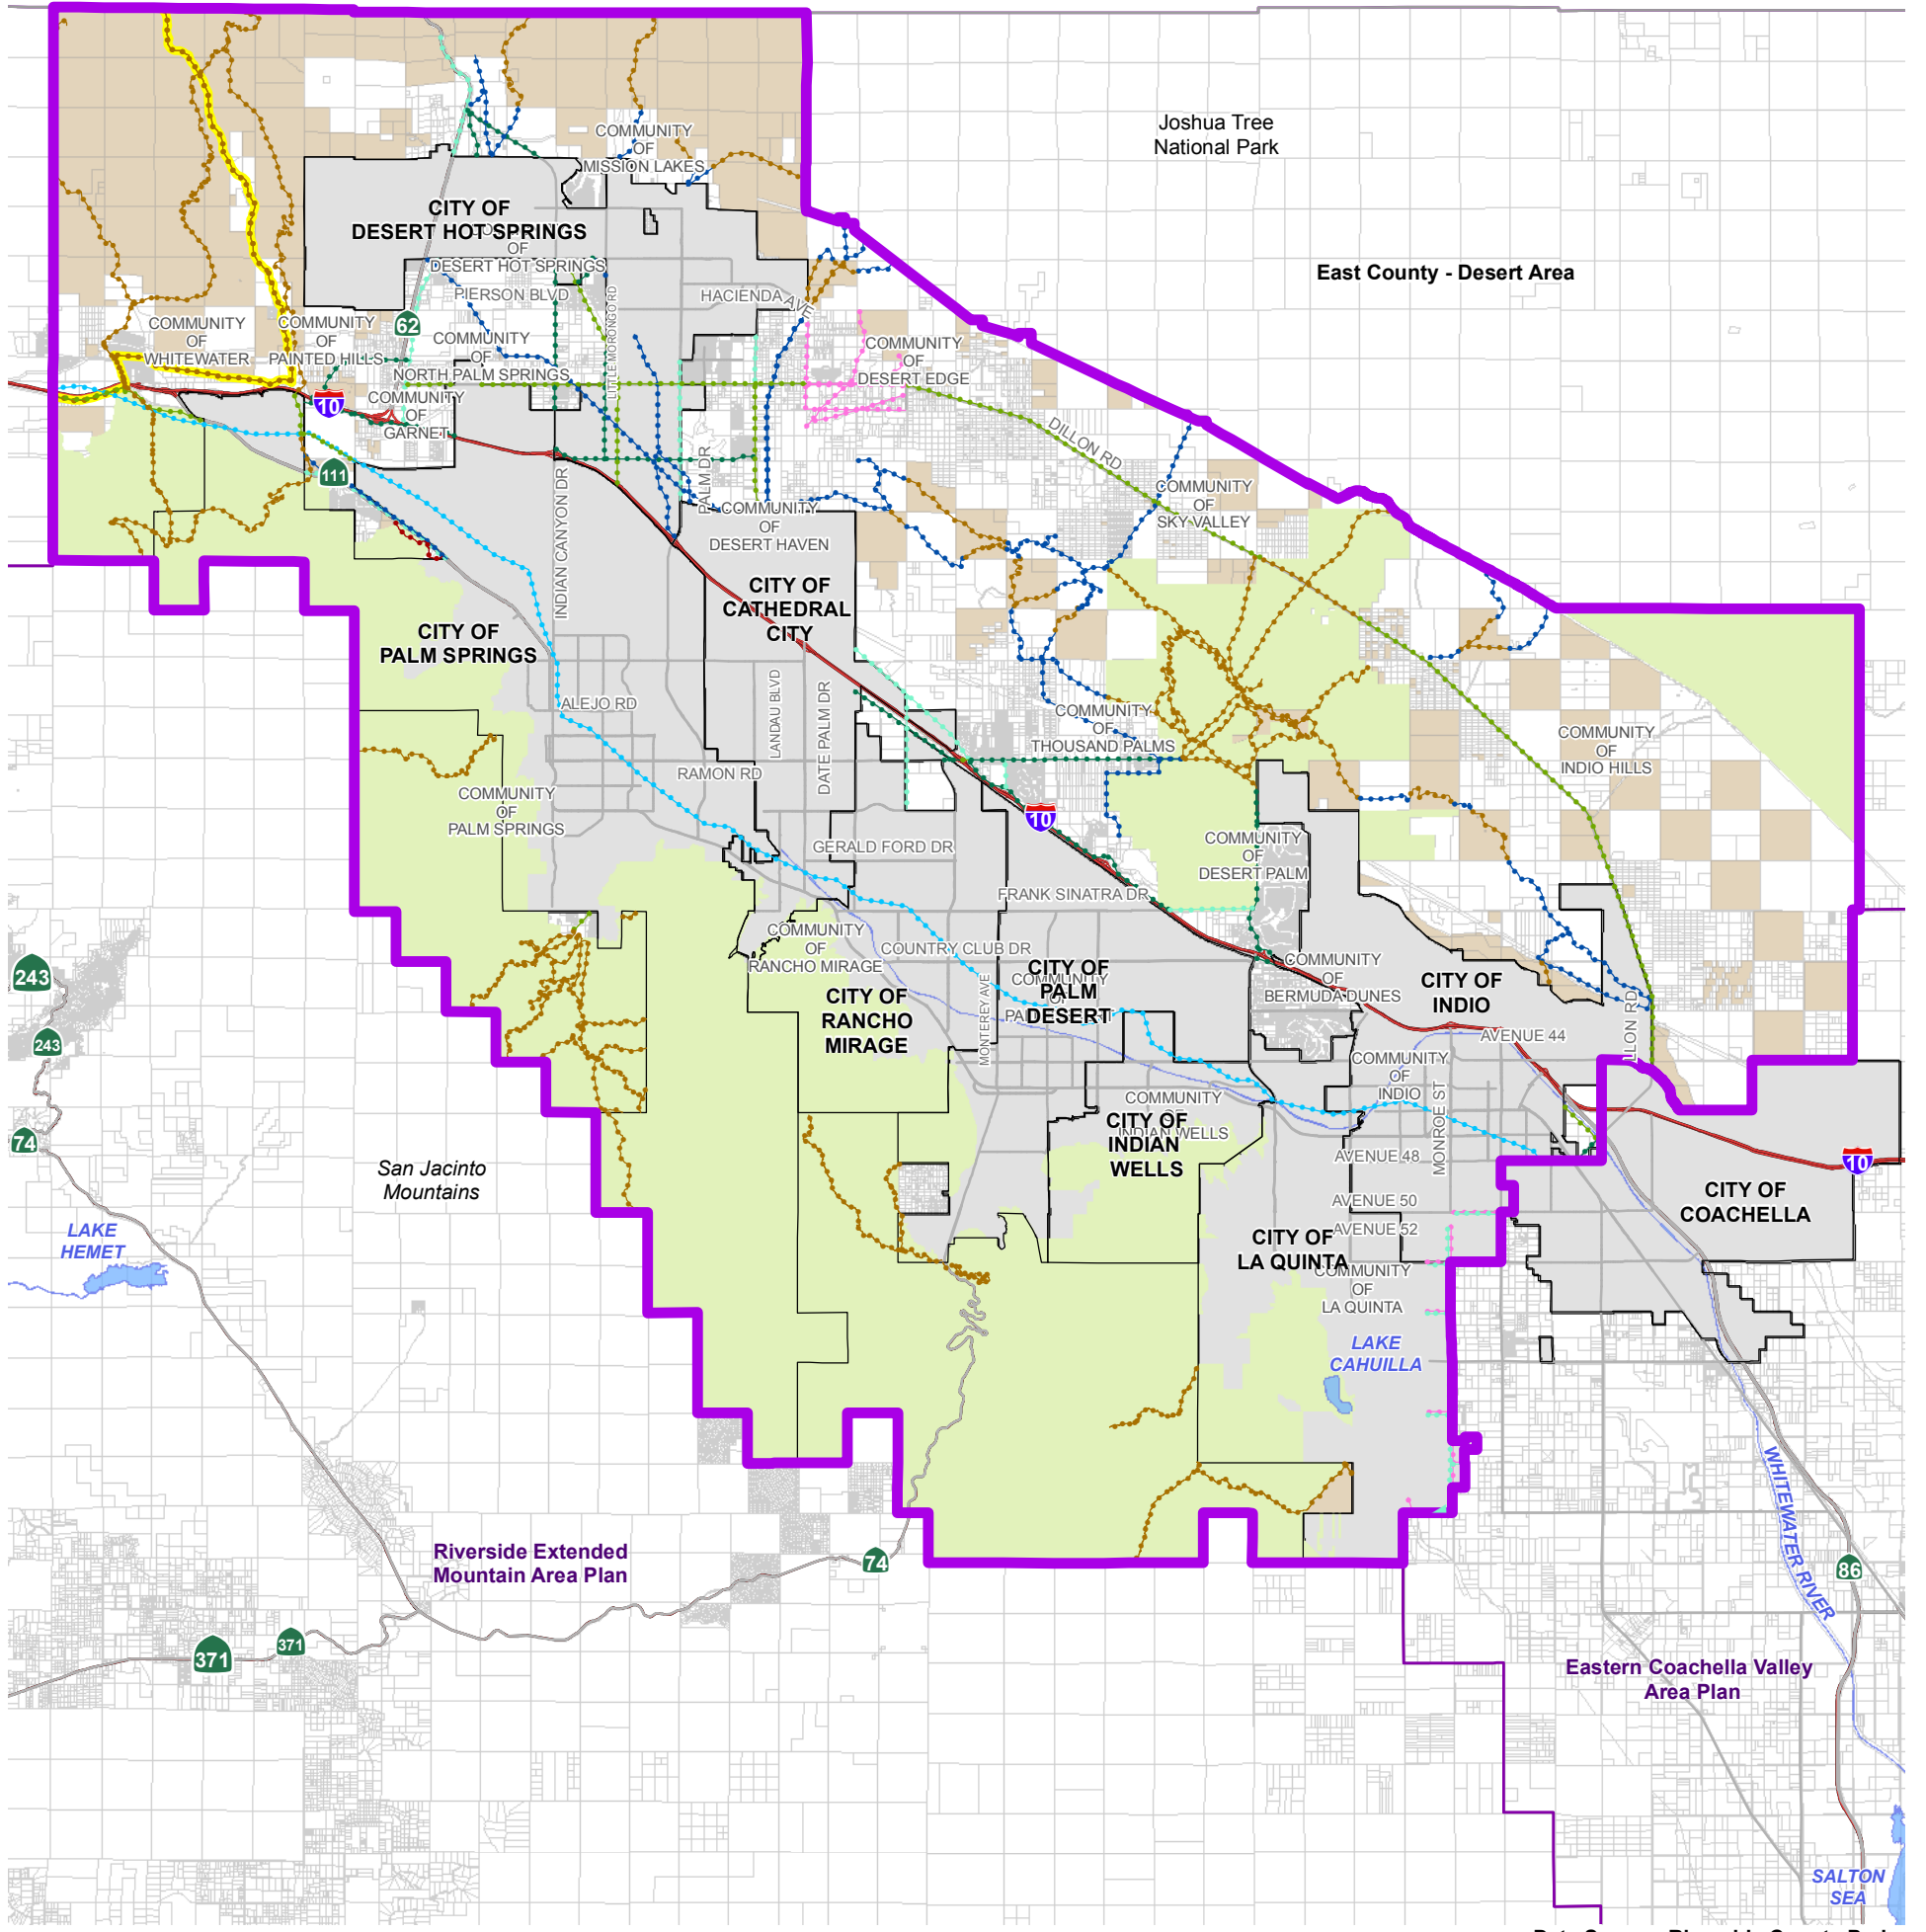 Joshua Tree
National Park
East County - Desert Area
COMMUNITY
OF
MISSION LAKES
CITY OF
DESERT HOT SPRINGS
OF
DESERT HOT SPRINGS
PIERSON BLVD
LITTLE MORONGO RD
HACIENDA AVE
62
COMMUNITY
OF
WHITEWATER
COMMUNITY
OF
PAINTED HILLS
COMMUNITY
OF
NORTH PALM SPRINGS
COMMUNITY
OF
DESERT EDGE
10
COMMUNITY
OF
GARNET
111
DILLON RD
INDIAN CANYON DR
PALM DR
COMMUNITY
OF
DESERT HAVEN
COMMUNITY
OF
SKY VALLEY
CITY OF
CATHEDRAL
CITY
CITY OF
PALM SPRINGS
ALEJO RD
LANDAU BLVD
DATE PALM DR
RAMON RD
COMMUNITY
OF
THOUSAND PALMS
COMMUNITY
OF
INDIO HILLS
COMMUNITY
OF
PALM SPRINGS
10
GERALD FORD DR
COMMUNITY
OF
DESERT PALM
FRANK SINATRA DR
COMMUNITY
OF
RANCHO MIRAGE
COUNTRY CLUB DR
MONTEREY AVE
CITY OF
RANCHO
MIRAGE
CITY OF
PALM
DESERT
COMMUNITY
COMMUNITY
OF
BERMUDA DUNES
CITY OF
INDIO
AVENUE 44
COMMUNITY
OF
INDIO
MONROE ST
COMMUNITY
OF
INDIAN WELLS
CITY OF
INDIAN
WELLS
AVENUE 48
AVENUE 50
AVENUE 52
10
CITY OF
COACHELLA
CITY OF
LA QUINTA
COMMUNITY
OF
LA QUINTA
LAKE
CAHUILLA
243
243
74
San Jacinto
Mountains
LAKE
HEMET
Riverside Extended
Mountain Area Plan
74
371
371
WHITEWATER RIVER
86
Eastern Coachella Valley
Area Plan
SALTON
SEA